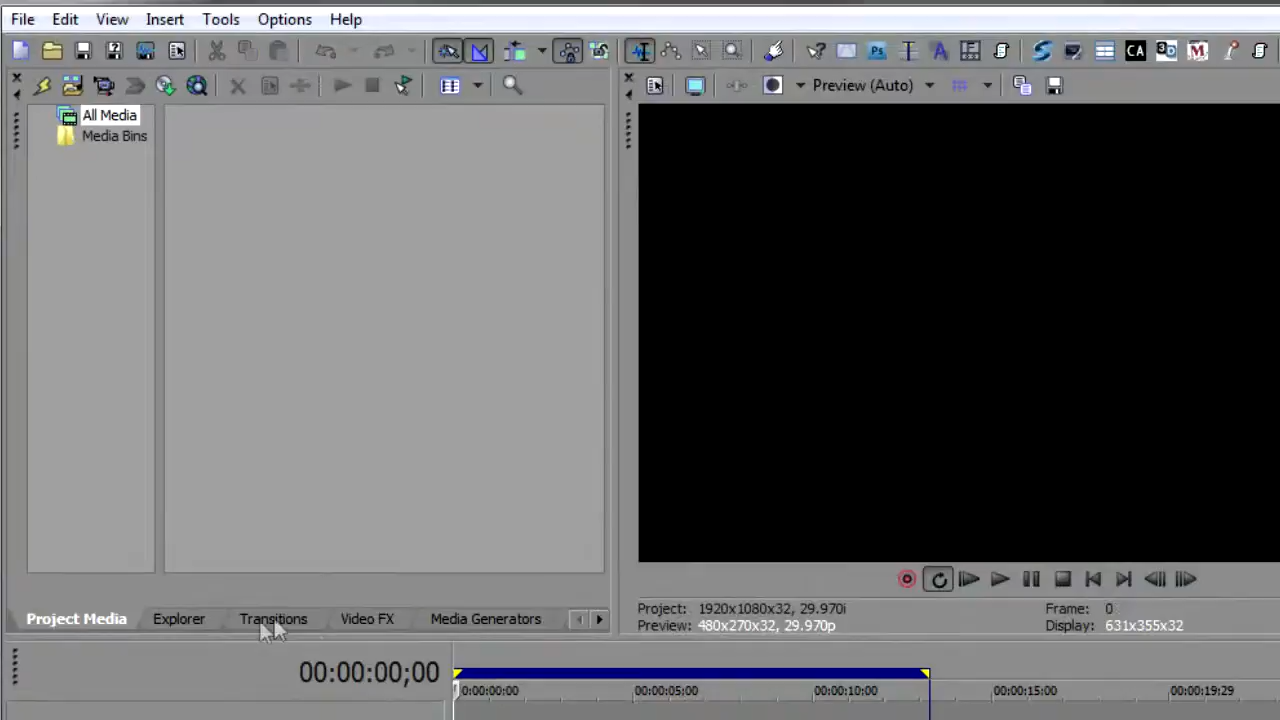 File Edit View Insert Tools Options Help
Ps A CA 3D M
Preview (Auto)
All Media
Media Bins
Project Media Explorer Transitions Video FX Media Generators
Project: 1920x1080x32, 29.970i Frame: 0
Preview: 480x270x32, 29.970p Display: 631x355x32
00:00:00;00
0:00:00:00 00:00:05;00 00:00:10;00 00:00:15;00 00:00:19:29